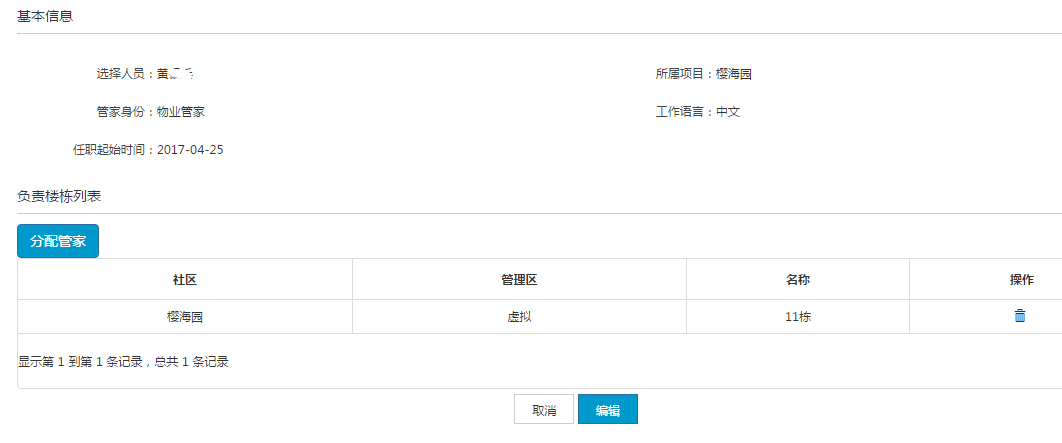 基本信息
选择人员：黄
所属项目：樱海园
管家身份：物业管家
工作语言：中文
任职起始时间：2017-04-25
负责楼栋列表
分配管家
社区 管理区 名称 操作
樱海园 虚拟 11栋
显示第 1 到第 1 条记录，总共 1 条记录
取消 编辑